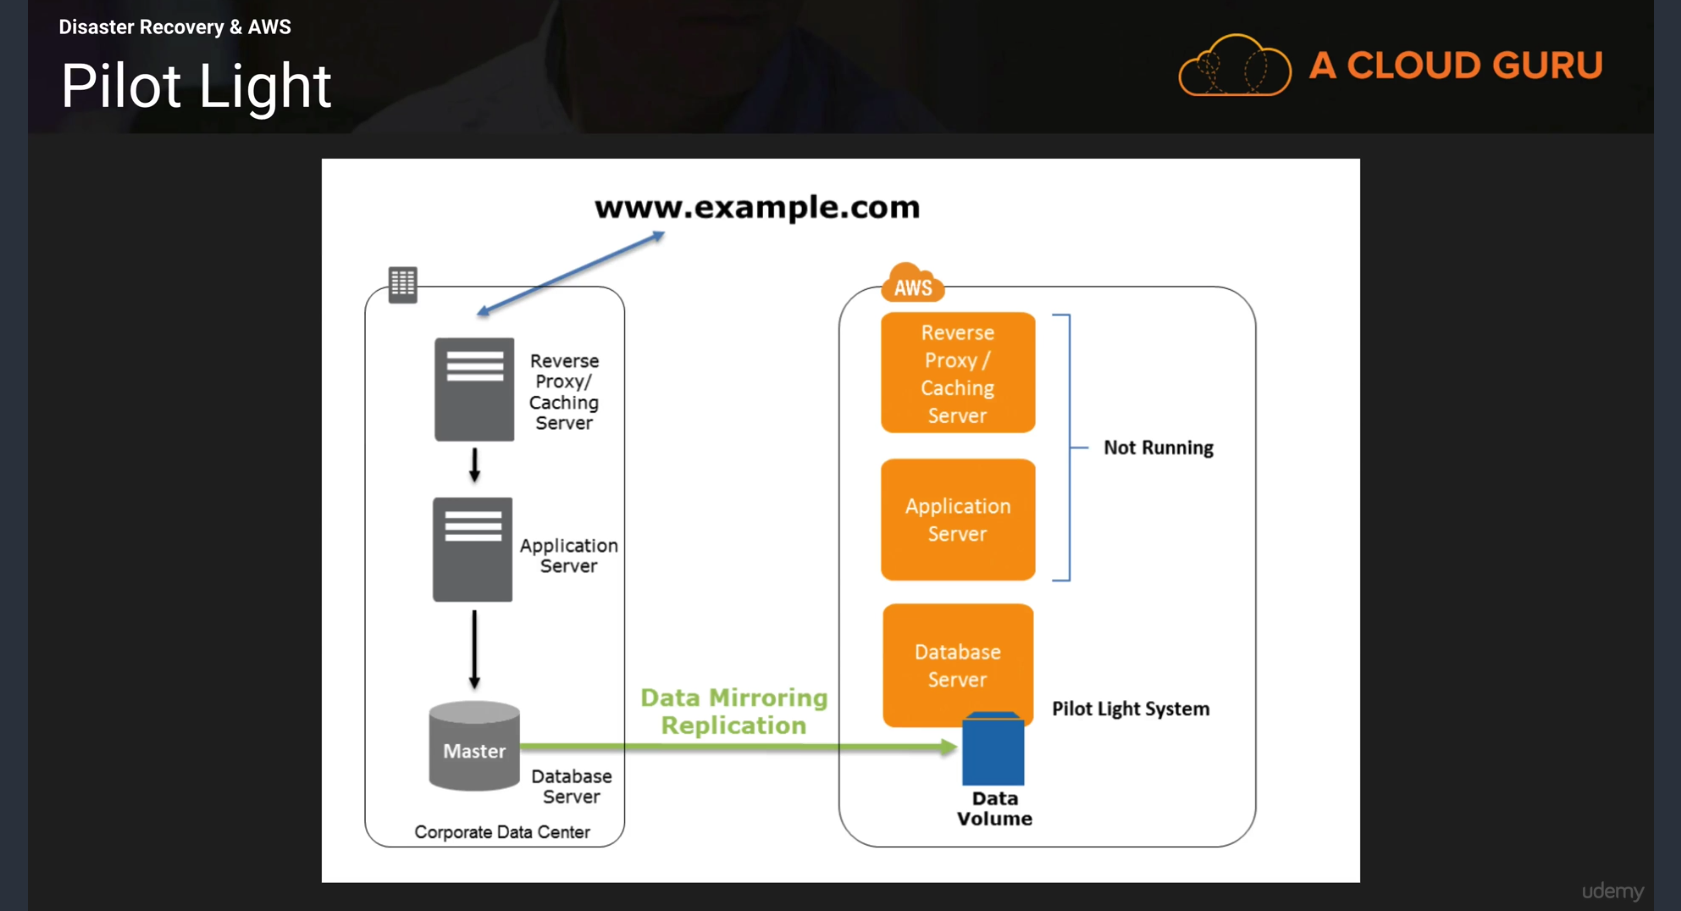 Disaster Recovery & AWS
Pilot Light
A CLOUD GURU
www.example.com
Reverse
Proxy/
Caching
Server
Application
Server
Master
Database
Server
Corporate Data Center
Data Mirroring
Replication
AWS
Reverse
Proxy /
Caching
Server
Not Running
Application
Server
Database
Server
Pilot Light System
Data
Volume
udemy